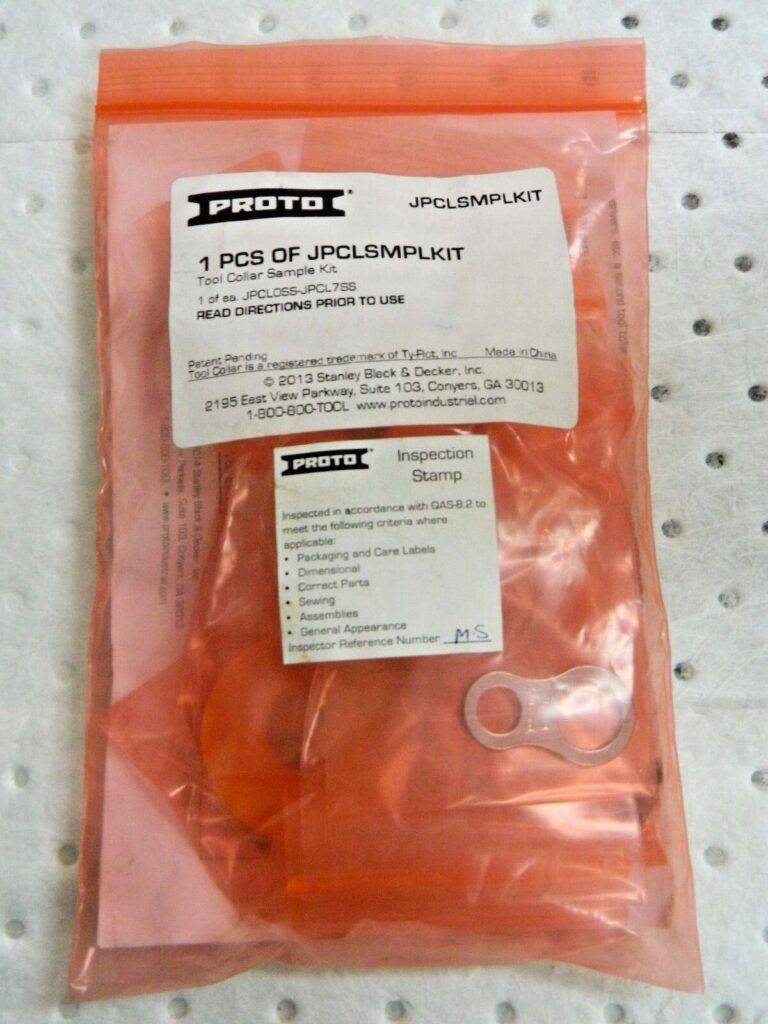 PROTO®
JPCLSMPLKIT
1 PCS OF JPCLSMPLKIT
Tool Collar Sample Kit
1 of ea. JPCL0SS-JPCL7SS
READ DIRECTIONS PRIOR TO USE
Patent Pending
Tool Collar is a registered trademark of Ty-Flot, Inc Made in China
© 2013 Stanley Black & Decker, Inc.
2195 East View Parkway, Suite 103, Conyers, GA 30013
1-800-800-TOOL www.protoindustrial.com
PROTO®
Inspection
Stamp
Inspected in accordance with QAS-8.2 to
meet the following criteria where
applicable:
• Packaging and Care Labels
• Dimensional
• Correct Parts
• Sewing
• Assemblies
• General Appearance
Inspector Reference Number M-S